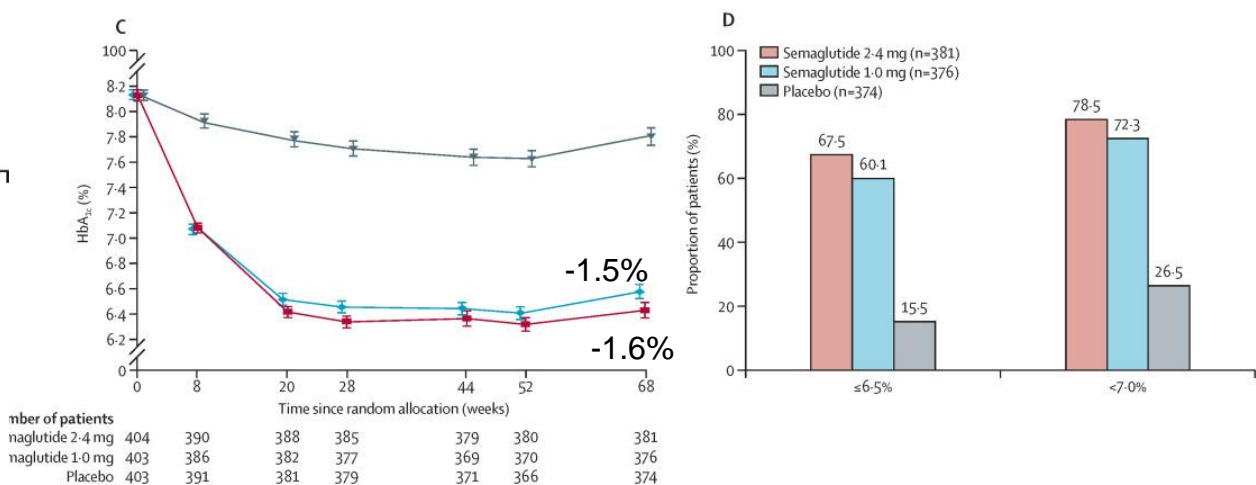 C
100
8·2
8·0
7·8
7·6
7·4
7·2
7·0
6·8
6·6
6·4
6·2
0
HbA1c (%)
-1.5%
-1.6%
0 8 20 28 44 52 68
Time since random allocation (weeks)
mber of patients
maglutide 2·4 mg 404 390 388 385 379 380 381
maglutide 1·0 mg 403 386 382 377 369 370 376
Placebo 403 391 381 379 371 366 374
D
Semaglutide 2·4 mg (n=381)
Semaglutide 1·0 mg (n=376)
Placebo (n=374)
100
80
60
40
20
0
Proportion of patients (%)
67·5
60·1
15·5
78·5
72·3
26·5
≤6·5% <7·0%